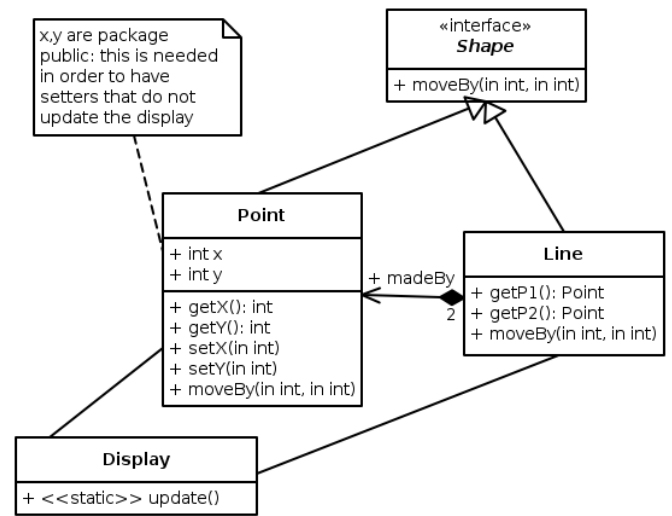 x,y are package
public: this is needed
in order to have
setters that do not
update the display
«interface»
Shape
+ moveBy(in int, in int)
Point
+ int x
+ int y
+ getX(): int
+ getY(): int
+ setX(in int)
+ setY(in int)
+ moveBy(in int, in int)
+ madeBy
2
Line
+ getP1(): Point
+ getP2(): Point
+ moveBy(in int, in int)
Display
+ <<static>> update()